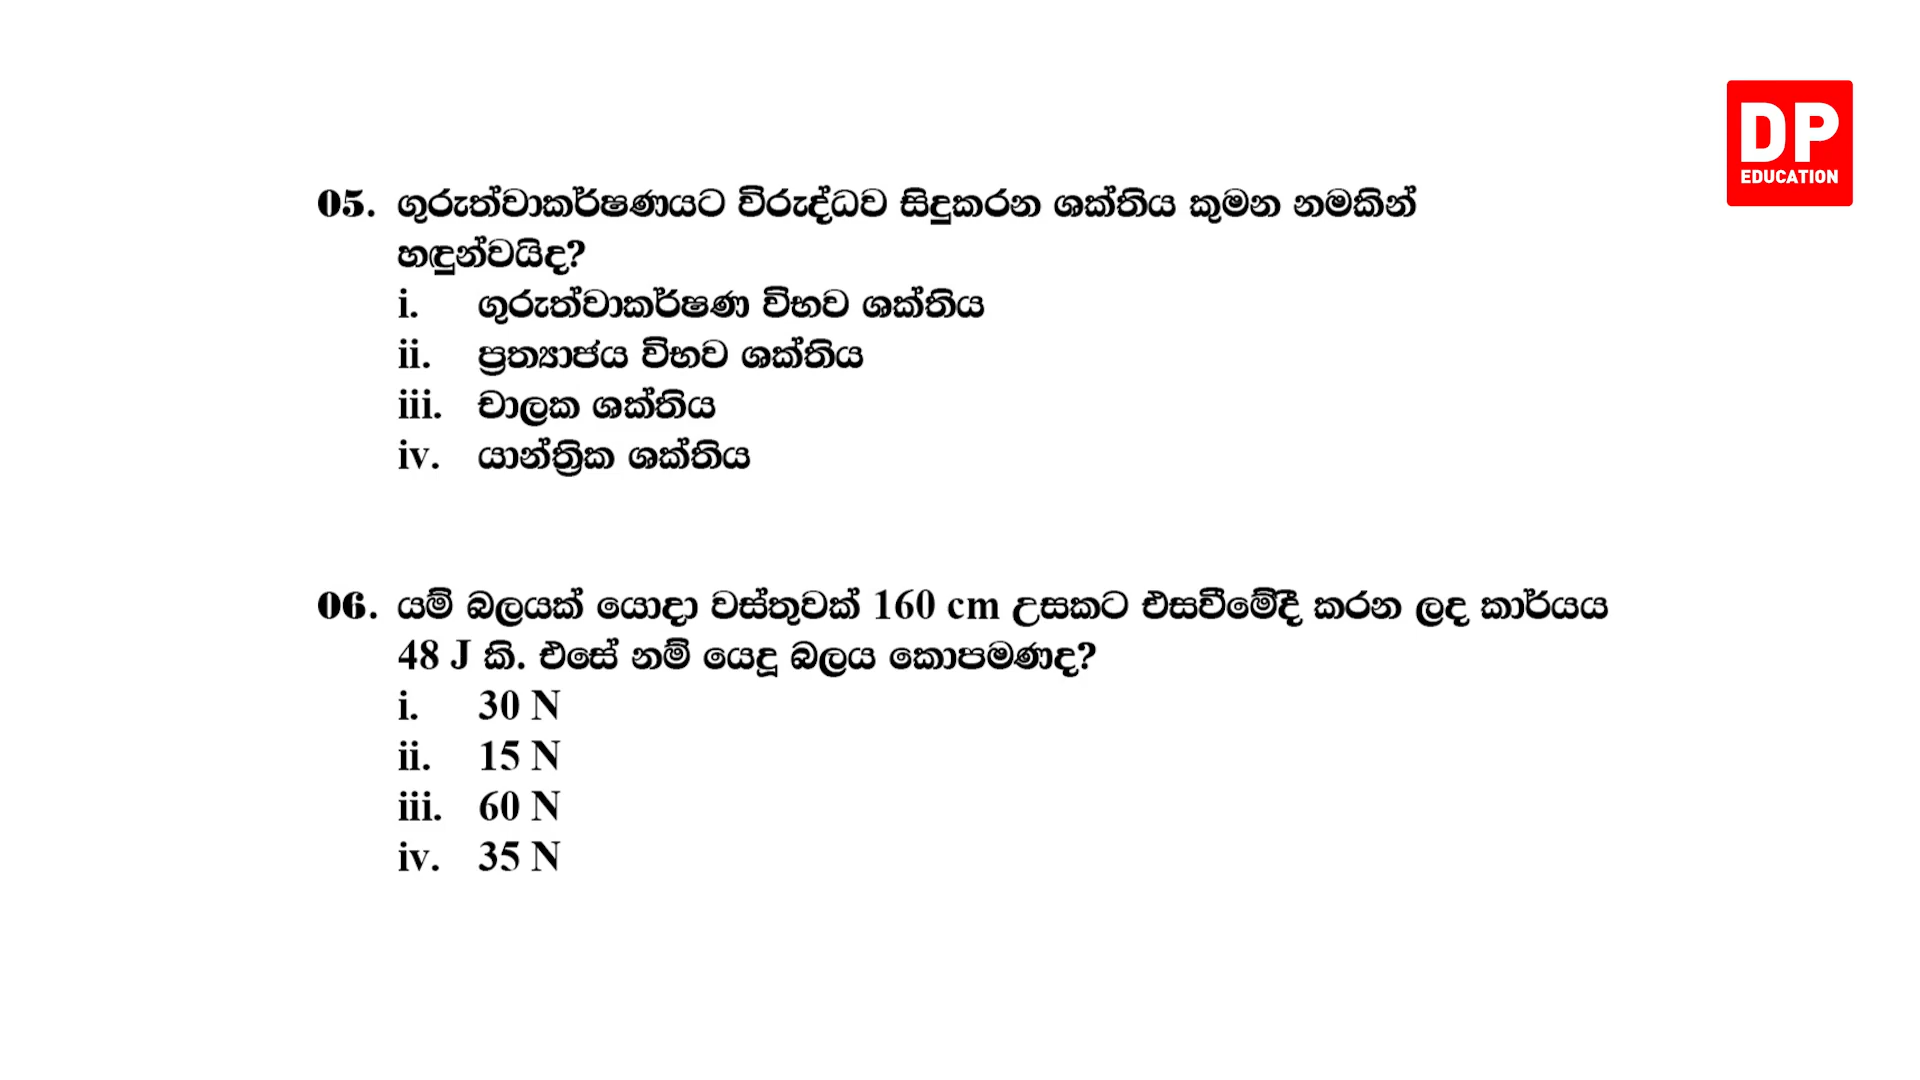 DP
EDUCATION
05. ගුරුත්වාකර්ෂණයට විරුද්ධව සිදුකරන ශක්තිය කුමන නමකින්
හඳුන්වයිද?
i. ගුරුත්වාකර්ෂණ විභව ශක්තිය
ii. ප්‍රත්‍යාජය විභව ශක්තිය
iii. චාලක ශක්තිය
iv. යාන්ත්‍රික ශක්තිය
06. යම් බලයක් යොදා වස්තුවක් 160 cm උසකට එසවීමේදී කරන ලද කාර්යය
48 J කි. එසේ නම් යෙදූ බලය කොපමණද?
i. 30 N
ii. 15 N
iii. 60 N
iv. 35 N